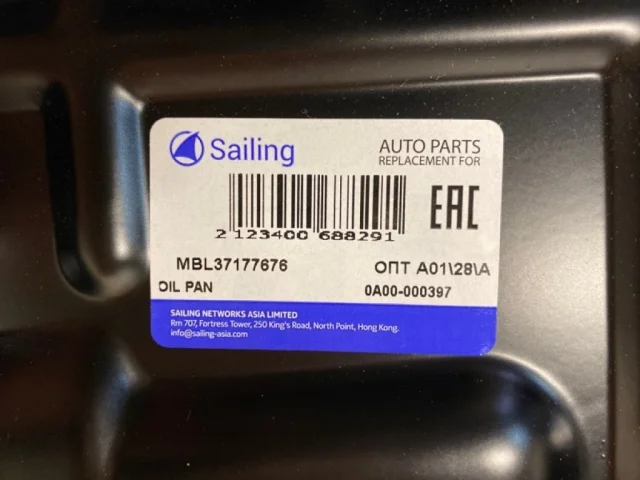 Sailing
AUTO PARTS
REPLACEMENT FOR
EAC
2 123400 688291
MBL37177676
ОПТ A01\28\A
OIL PAN
0A00-000397
SAILING NETWORKS ASIA LIMITED
Rm 707, Fortress Tower, 250 King's Road, North Point, Hong Kong.
info@sailing-asia.com